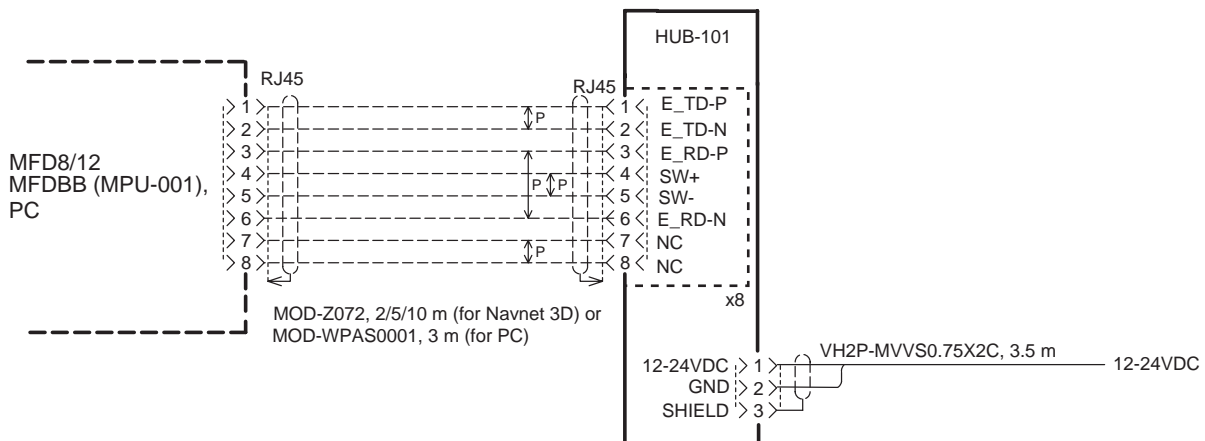 HUB-101
RJ45
RJ45
1 1 E_TD-P
P
2 2 E_TD-N
3 3 E_RD-P
MFD8/12
MFDBB (MPU-001),
PC
4 4 SW+
P P
5 5 SW-
6 6 E_RD-N
7 7 NC
P
8 8 NC
x8
MOD-Z072, 2/5/10 m (for Navnet 3D) or
MOD-WPAS0001, 3 m (for PC)
VH2P-MVVS0.75X2C, 3.5 m
12-24VDC 1 12-24VDC
GND 2
SHIELD 3